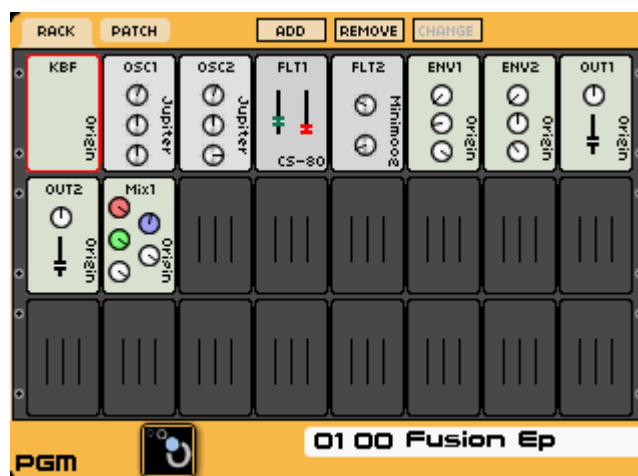 RACK PATCH ADD REMOVE CHANGE
KBF OSC1 OSC2 FLT1 FLT2 ENV1 ENV2 OUT1
Origin Jupiter Jupiter CS-80 Minimoog Origin Origin Origin
OUT2 Mix1
Origin Origin
PGM 01 00 Fusion Ep